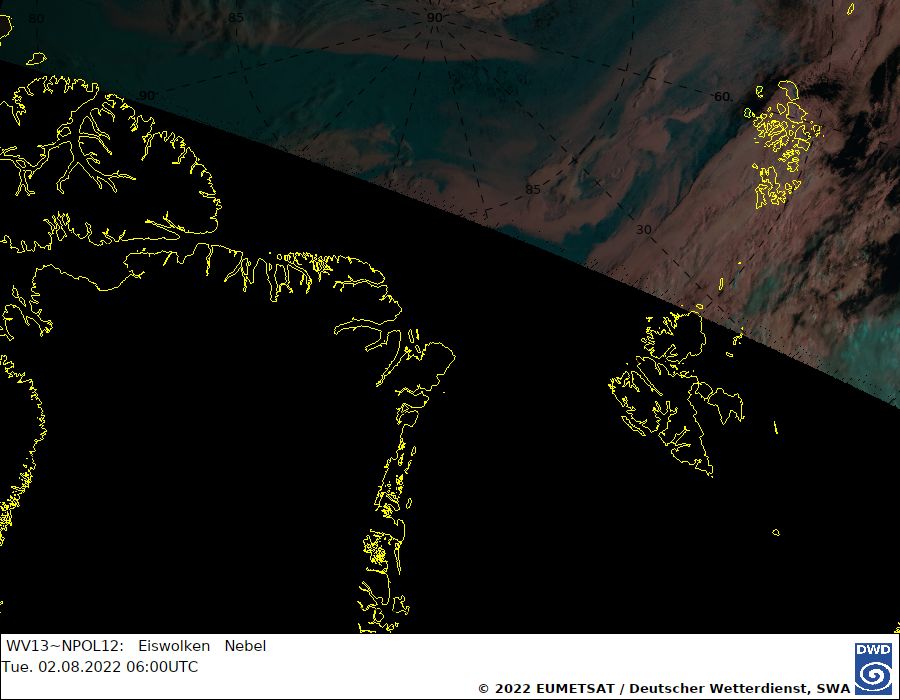 80
85
90
90
60
85
30
WV13~NPOL12: Eiswolken Nebel
Tue. 02.08.2022 06:00UTC
DWD
© 2022 EUMETSAT / Deutscher Wetterdienst, SWA